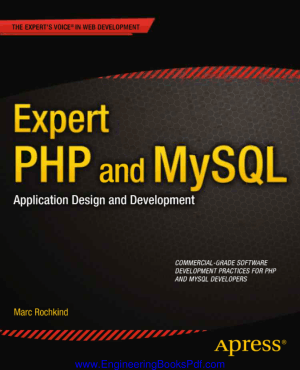 THE EXPERT'S VOICE® IN WEB DEVELOPMENT
Expert
PHP and MySQL
Application Design and Development
COMMERCIAL-GRADE SOFTWARE
DEVELOPMENT PRACTICES FOR PHP
AND MYSQL DEVELOPERS
Marc Rochkind
Apress®
www.EngineeringBooksPdf.com